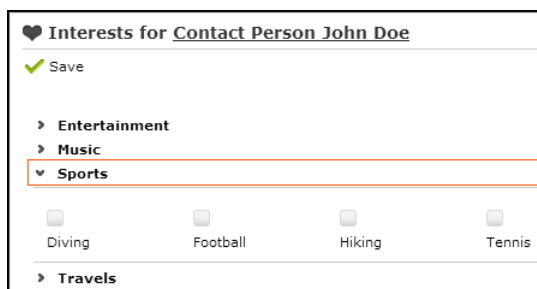 Interests for Contact Person John Doe
Save
Entertainment
Music
Sports
Diving Football Hiking Tennis
Travels